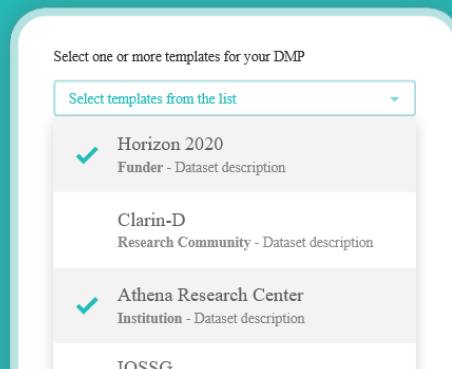 Select one or more templates for your DMP
Select templates from the list
Horizon 2020
Funder - Dataset description
Clarin-D
Research Community - Dataset description
Athena Research Center
Institution - Dataset description
IOSSG